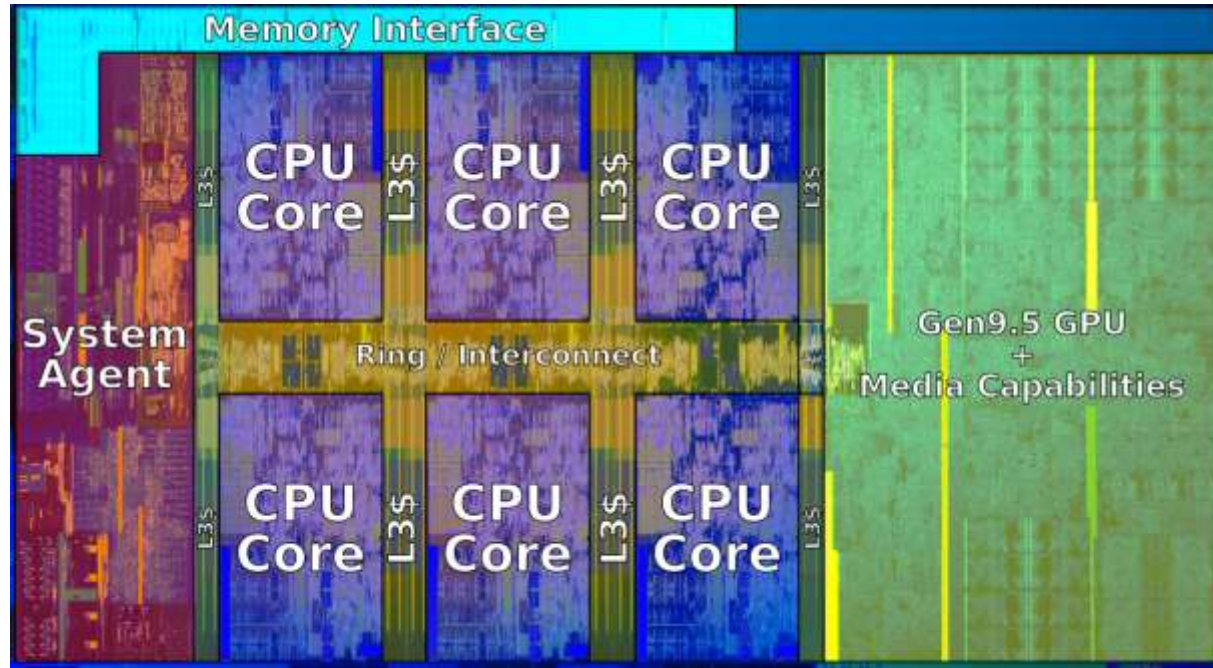 Memory Interface
L3$
CPU
Core
L3$
CPU
Core
L3$
CPU
Core
L3$
System
Agent
Ring / Interconnect
Gen9.5 GPU
+
Media Capabilities
L3$
CPU
Core
L3$
CPU
Core
L3$
CPU
Core
L3$